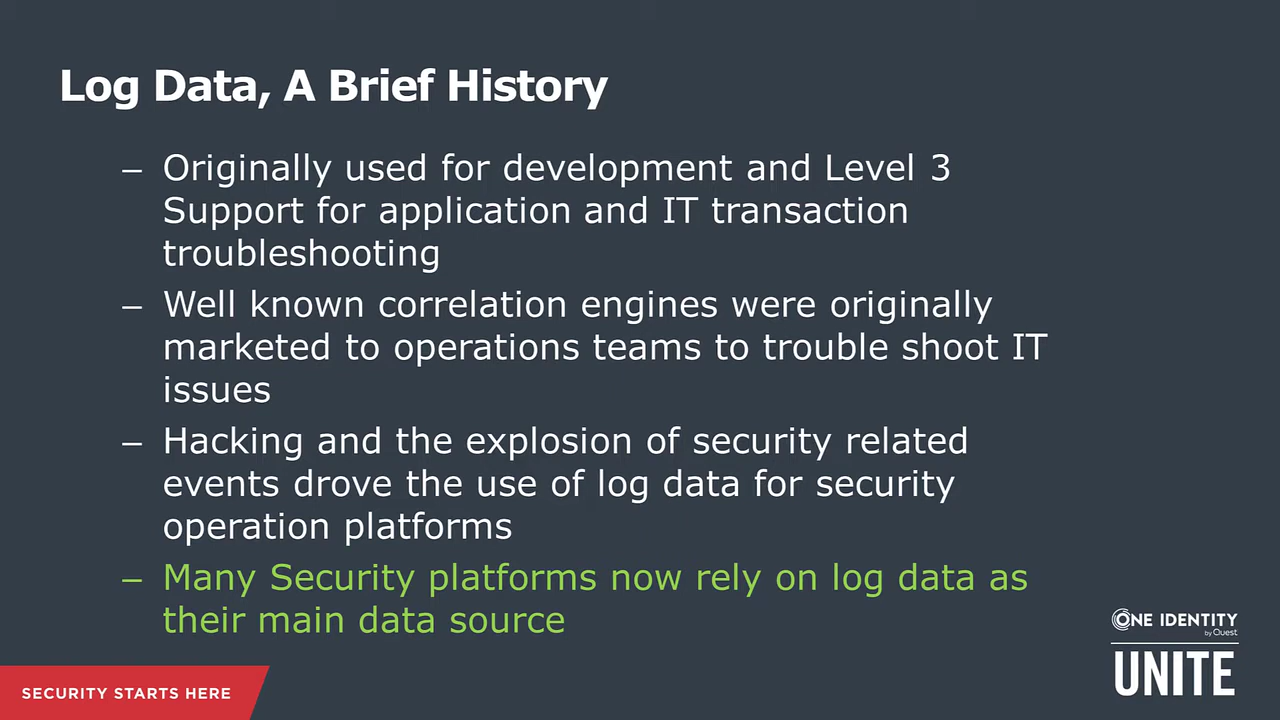 Log Data, A Brief History
– Originally used for development and Level 3
Support for application and IT transaction
troubleshooting
– Well known correlation engines were originally
marketed to operations teams to trouble shoot IT
issues
– Hacking and the explosion of security related
events drove the use of log data for security
operation platforms
– Many Security platforms now rely on log data as
their main data source
ONE IDENTITY
by Quest
UNITE
SECURITY STARTS HERE